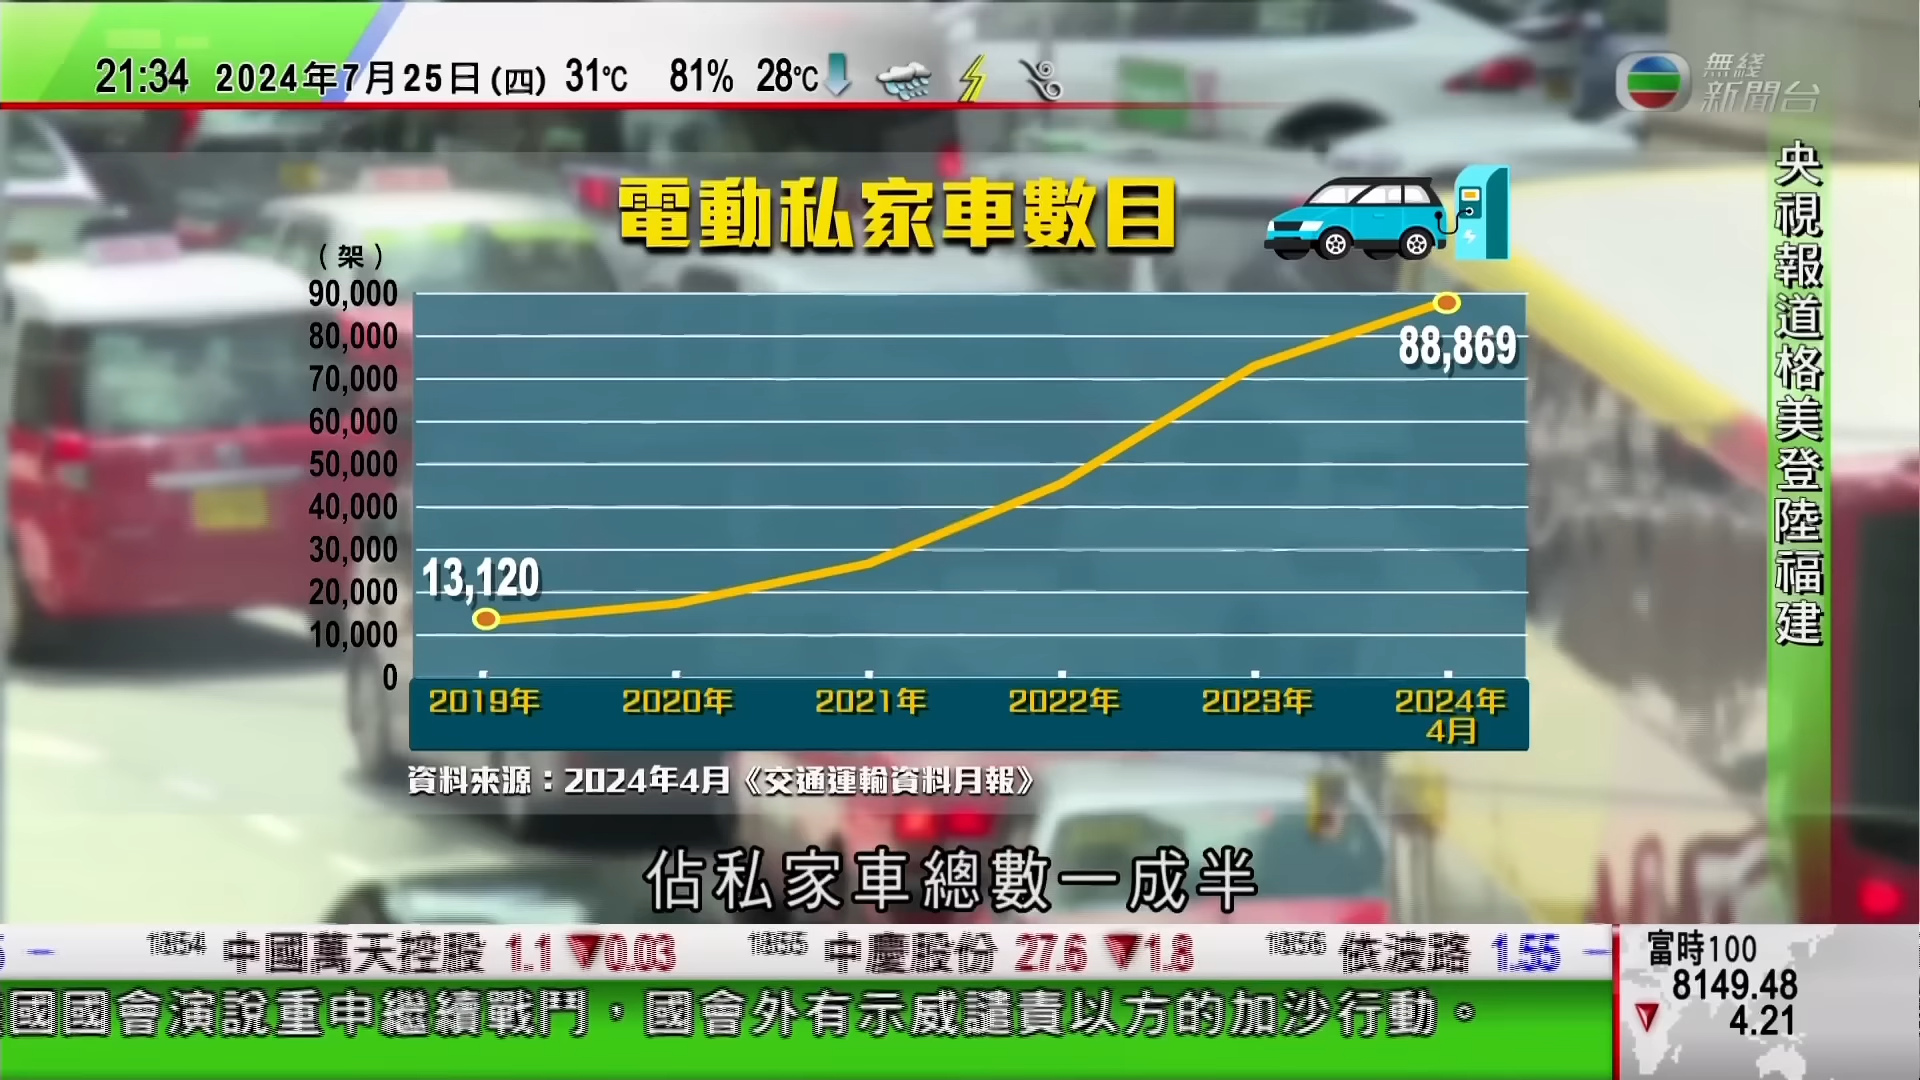 21:34 2024年7月25日(四) 31℃ 81% 28℃
無綫
新聞台
央視報道格美登陸福建
電動私家車數目
（架）
90,000
80,000
70,000
60,000
50,000
40,000
30,000
20,000
10,000
0
13,120
88,869
2019年 2020年 2021年 2022年 2023年 2024年
4月
資料來源：2024年4月《交通運輸資料月報》
佔私家車總數一成半
1854 中國萬天控股 1.1 ▼0.03 1855 中慶股份 27.6 ▼1.8 1856 依波路 1.55 –
國國會演說重申繼續戰鬥，國會外有示威譴責以方的加沙行動。
富時100
8149.48
▼ 4.21